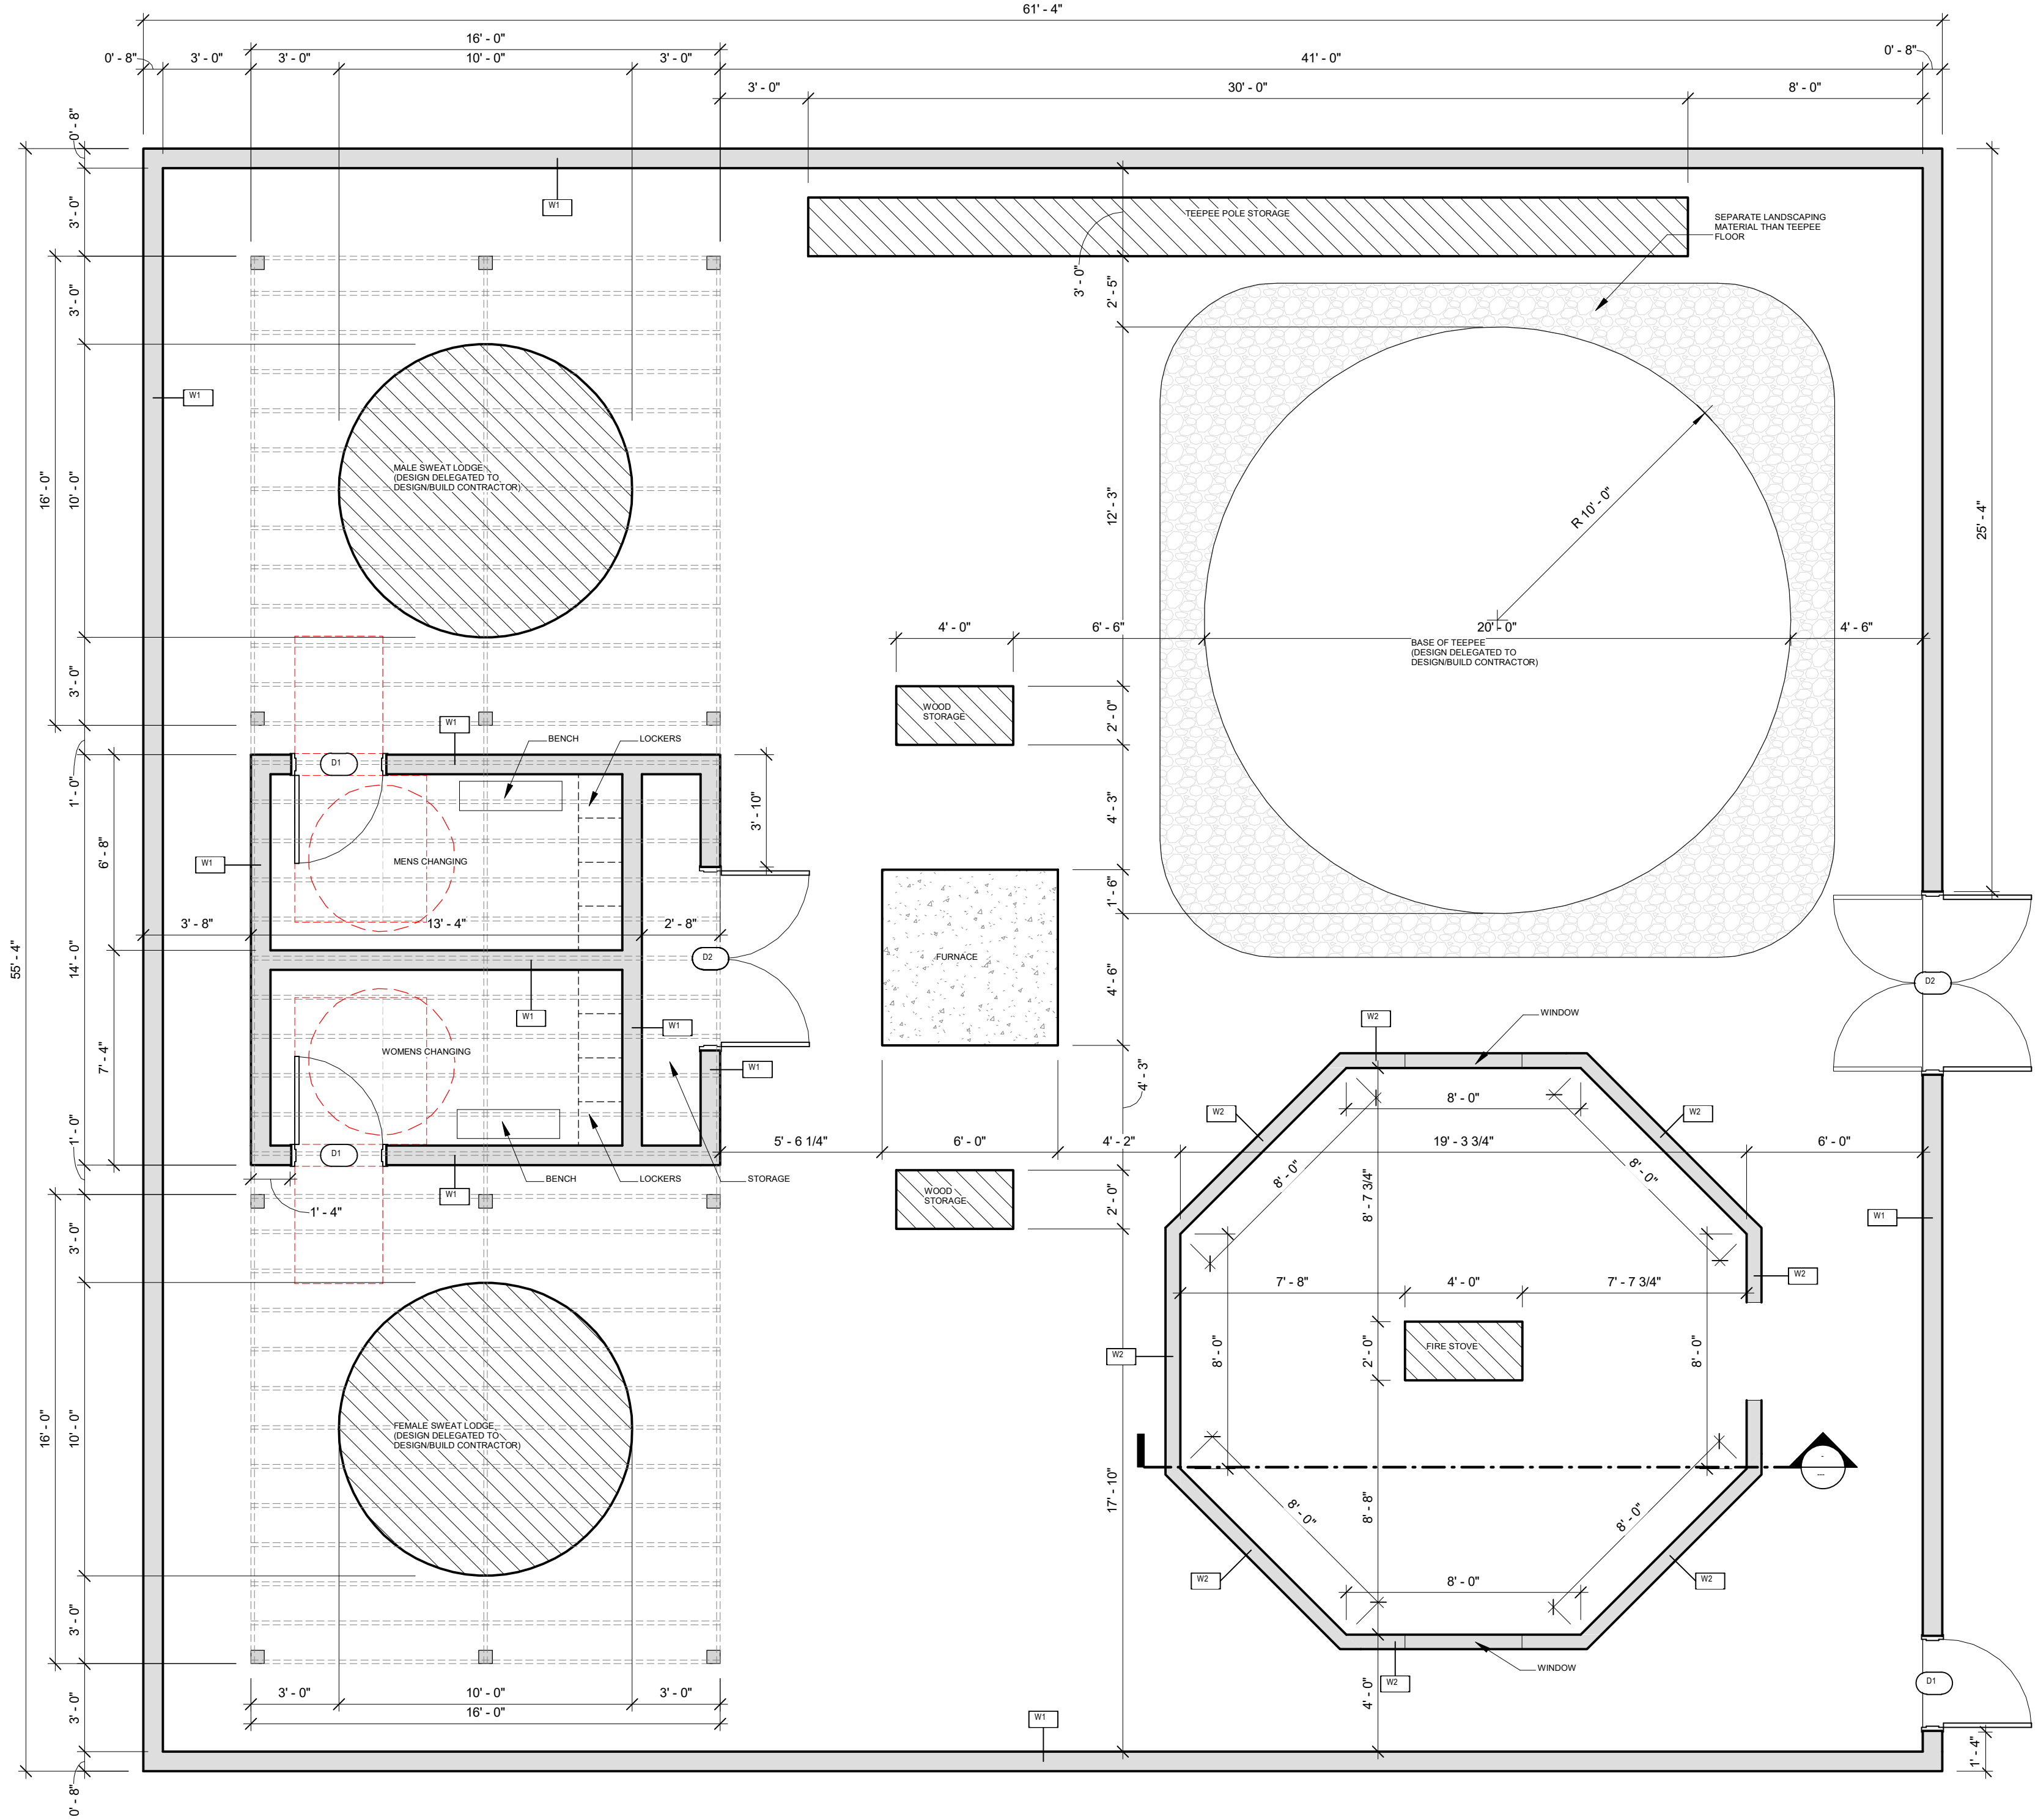 61' - 4"
16' - 0"
0' - 8"
3' - 0"
3' - 0"
10' - 0"
3' - 0"
41' - 0"
0' - 8"
3' - 0"
30' - 0"
8' - 0"
0' - 8"
3' - 0"
W1
TEEPEE POLE STORAGE
SEPARATE LANDSCAPING
MATERIAL THAN TEEPEE
FLOOR
3' - 0"
3' - 0"
2' - 5"
W1
16' - 0"
10' - 0"
MALE SWEAT LODGE
(DESIGN DELEGATED TO
DESIGN/BUILD CONTRACTOR)
12' - 3"
R 10' - 0"
25' - 4"
4' - 0"
6' - 6"
20' - 0"
4' - 6"
BASE OF TEEPEE
(DESIGN DELEGATED TO
DESIGN/BUILD CONTRACTOR)
3' - 0"
WOOD
STORAGE
2' - 0"
W1
BENCH
LOCKERS
D1
1' - 0"
3' - 10"
4' - 3"
6' - 8"
W1
MENS CHANGING
1' - 6"
3' - 8"
13' - 4"
2' - 8"
55' - 4"
14' - 0"
D2
FURNACE
4' - 6"
D2
W1
W1
W2
WINDOW
7' - 4"
WOMENS CHANGING
W1
4' - 3"
8' - 0"
W2
W2
1' - 0"
D1
5' - 6 1/4"
6' - 0"
4' - 2"
19' - 3 3/4"
6' - 0"
BENCH
LOCKERS
STORAGE
W1
8' - 0"
8' - 0"
WOOD
STORAGE
2' - 0"
8' - 7 3/4"
1' - 4"
W1
3' - 0"
7' - 8"
4' - 0"
7' - 7 3/4"
W2
W2
8' - 0"
2' - 0"
FIRE STOVE
8' - 0"
16' - 0"
10' - 0"
FEMALE SWEAT LODGE
(DESIGN DELEGATED TO
DESIGN/BUILD CONTRACTOR)
17' - 10"
8' - 8"
8' - 0"
8' - 0"
-
---
W2
8' - 0"
W2
3' - 0"
WINDOW
W2
D1
3' - 0"
3' - 0"
10' - 0"
3' - 0"
4' - 0"
16' - 0"
W1
1' - 4"
0' - 8"